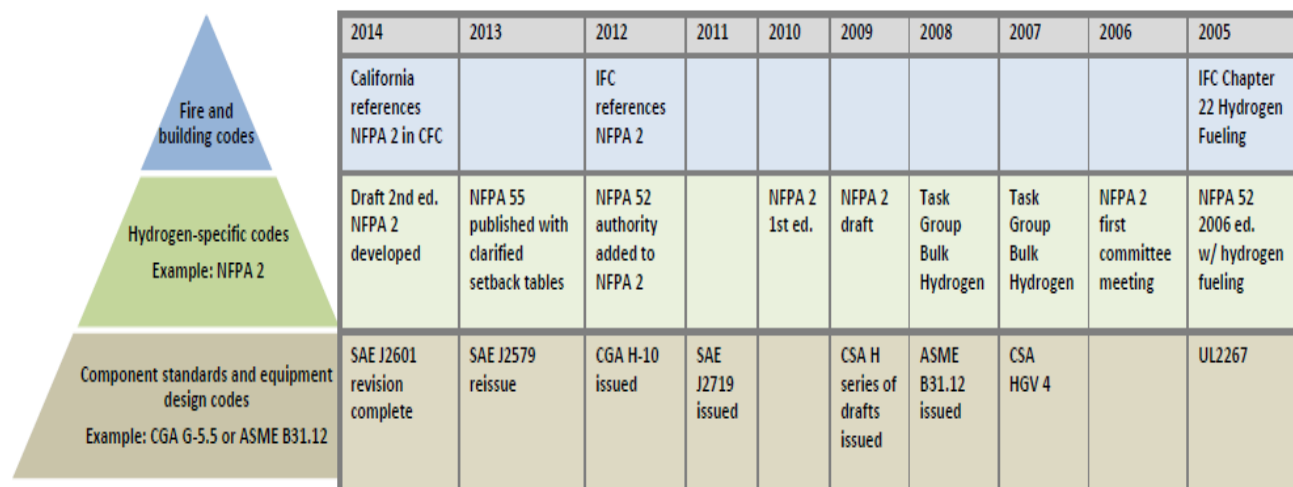 Fire and
building codes
Hydrogen-specific codes
Example: NFPA 2
Component standards and equipment
design codes
Example: CGA G-5.5 or ASME B31.12
2014
2013
2012
2011
2010
2009
2008
2007
2006
2005
California
references
NFPA 2 in CFC
IFC
references
NFPA 2
IFC Chapter
22 Hydrogen
Fueling
Draft 2nd ed.
NFPA 2
developed
NFPA 55
published with
clarified
setback tables
NFPA 52
authority
added to
NFPA 2
NFPA 2
1st ed.
NFPA 2
draft
Task
Group
Bulk
Hydrogen
Task
Group
Bulk
Hydrogen
NFPA 2
first
committee
meeting
NFPA 52
2006 ed.
w/ hydrogen
fueling
SAE J2601
revision
complete
SAE J2579
reissue
CGA H-10
issued
SAE
J2719
issued
CSA H
series of
drafts
issued
ASME
B31.12
issued
CSA
HGV 4
UL2267